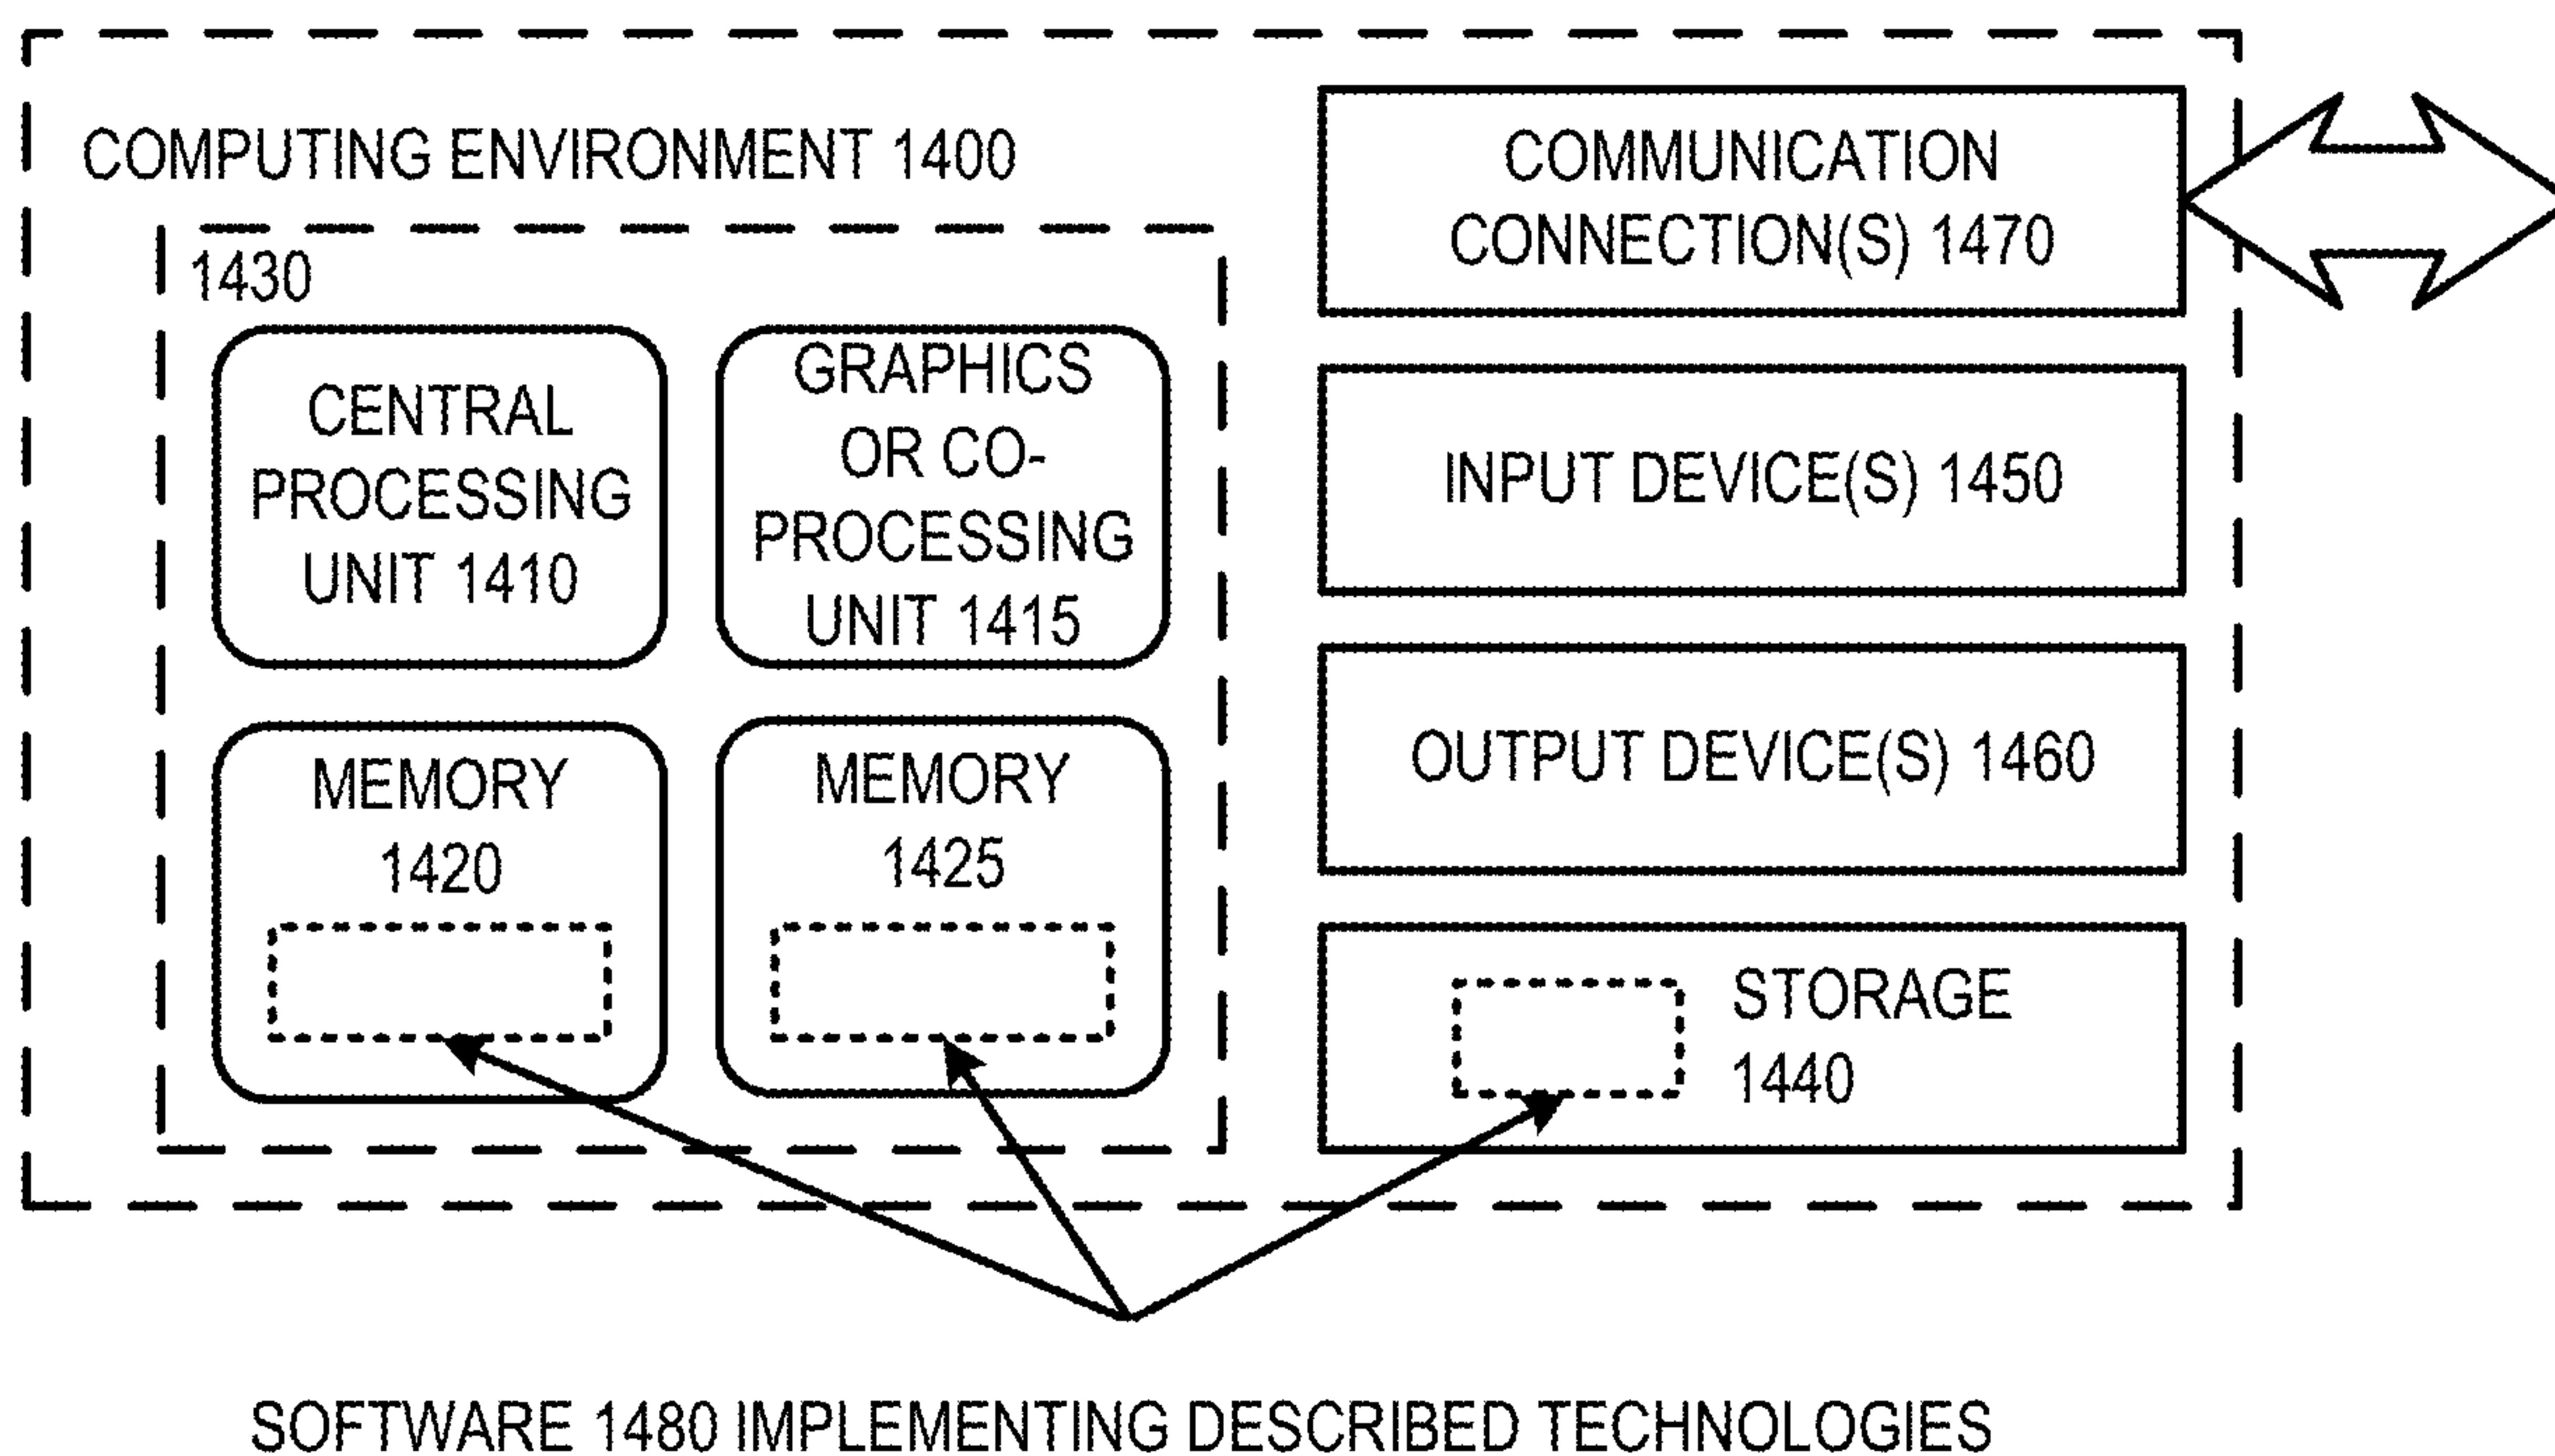 COMPUTING ENVIRONMENT 1400
1430
CENTRAL
PROCESSING
UNIT 1410
GRAPHICS
OR CO-
PROCESSING
UNIT 1415
MEMORY
1420
MEMORY
1425
COMMUNICATION
CONNECTION(S) 1470
INPUT DEVICE(S) 1450
OUTPUT DEVICE(S) 1460
STORAGE
1440
SOFTWARE 1480 IMPLEMENTING DESCRIBED TECHNOLOGIES